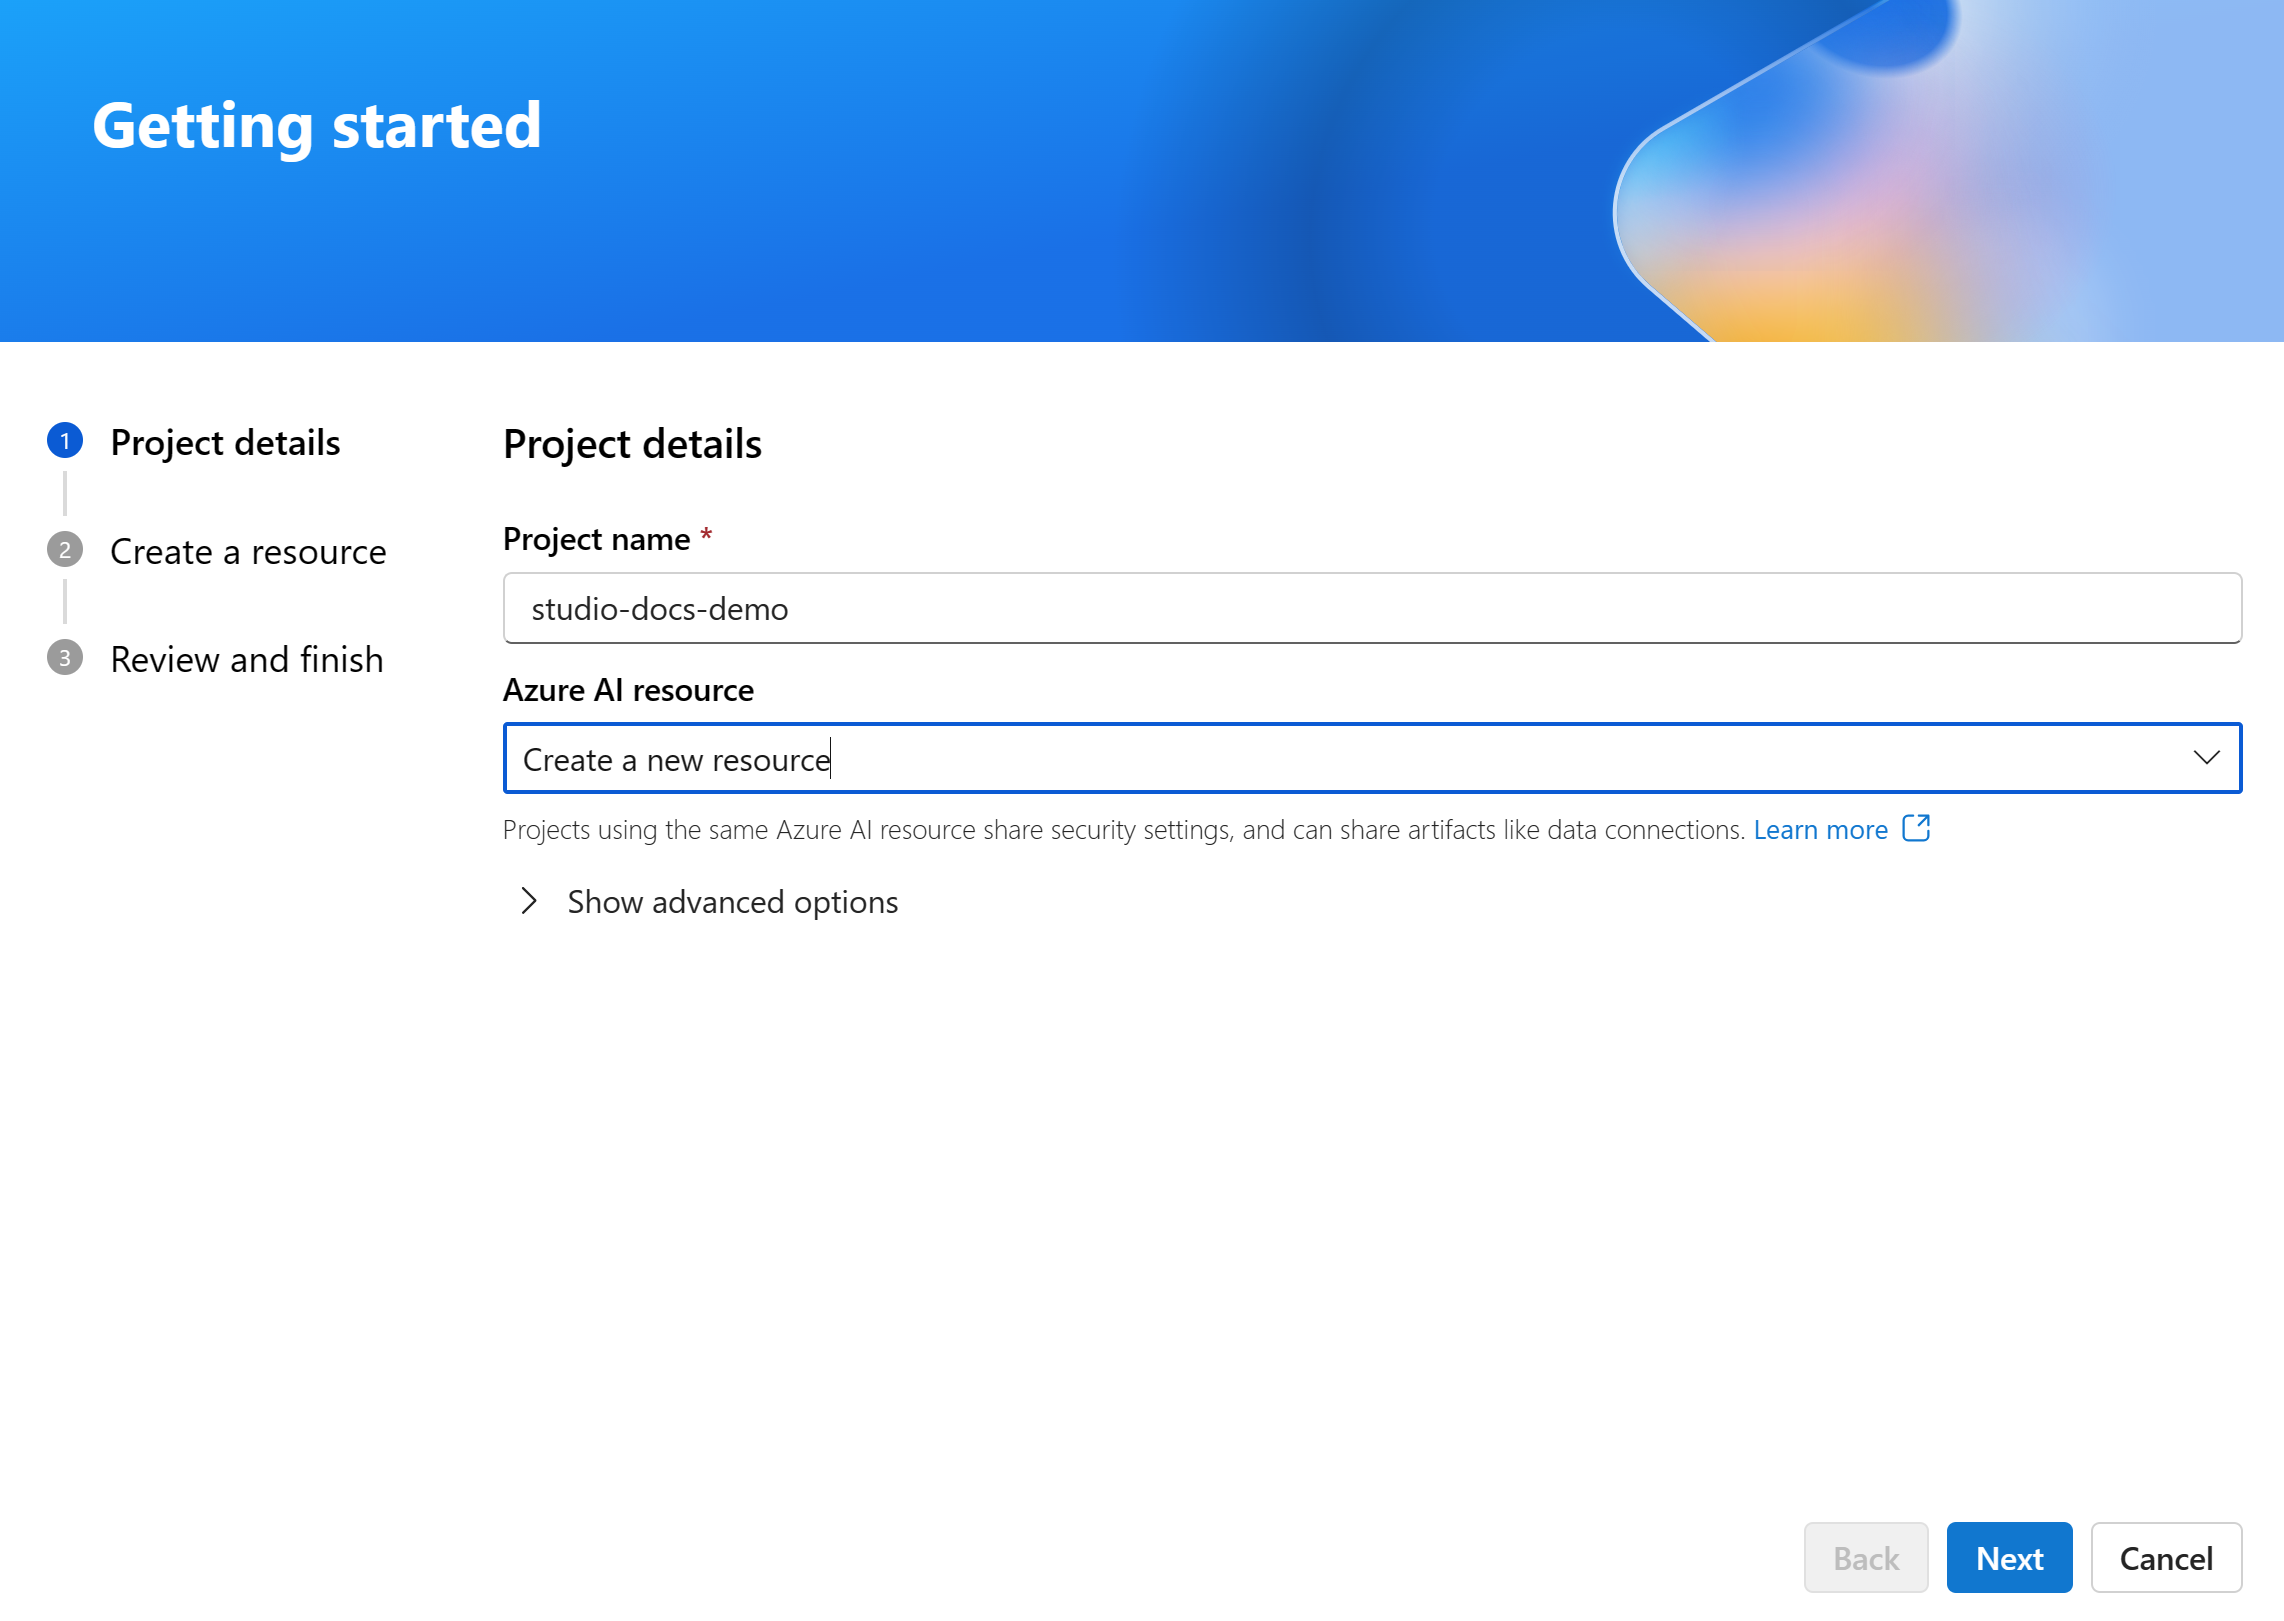 Getting started
1 Project details
2 Create a resource
3 Review and finish
Project details
Project name *
studio-docs-demo
Azure AI resource
Create a new resource
Projects using the same Azure AI resource share security settings, and can share artifacts like data connections. Learn more
Show advanced options
Back Next Cancel